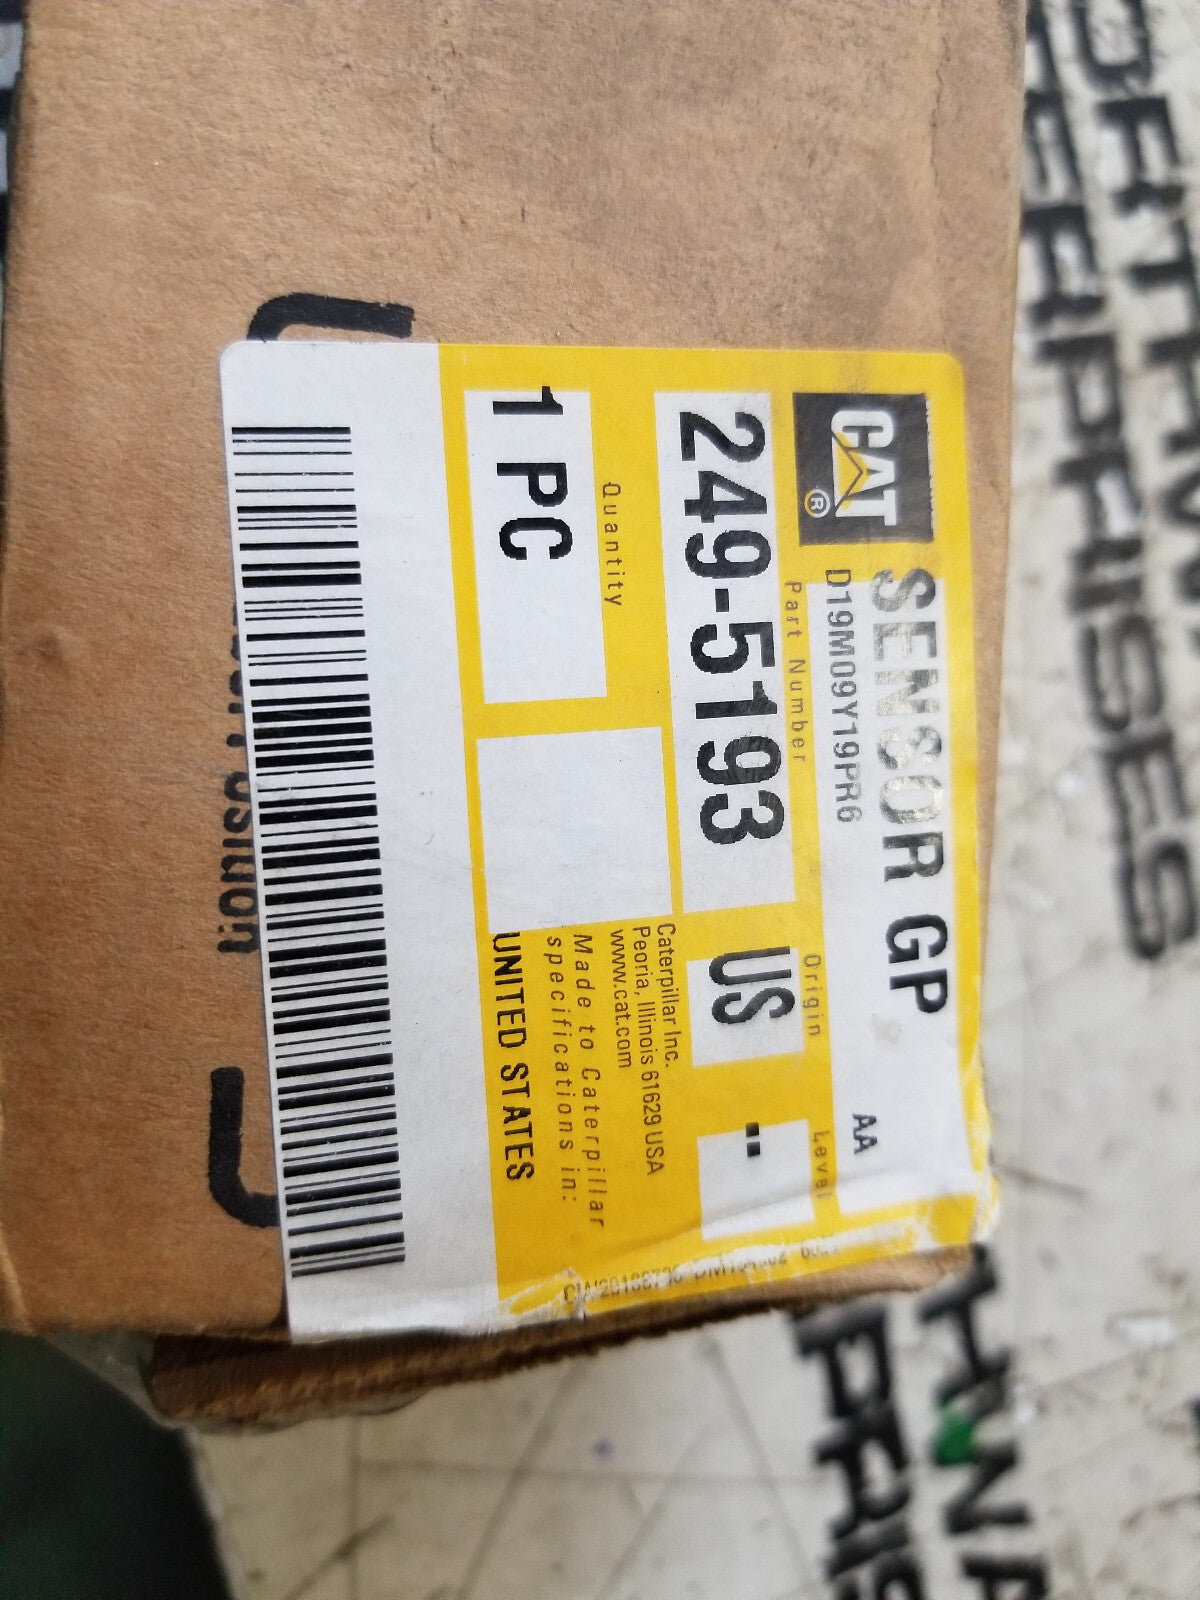 CAT®
SENSOR GP
D19M09Y19PR6
AA
Part Number
Origin
Level
249-5193
US
--
Quantity
1 PC
Caterpillar Inc.
Peoria, Illinois 61629 USA
www.cat.com
Made to Caterpillar
specifications in:
UNITED STATES
ERPRISES